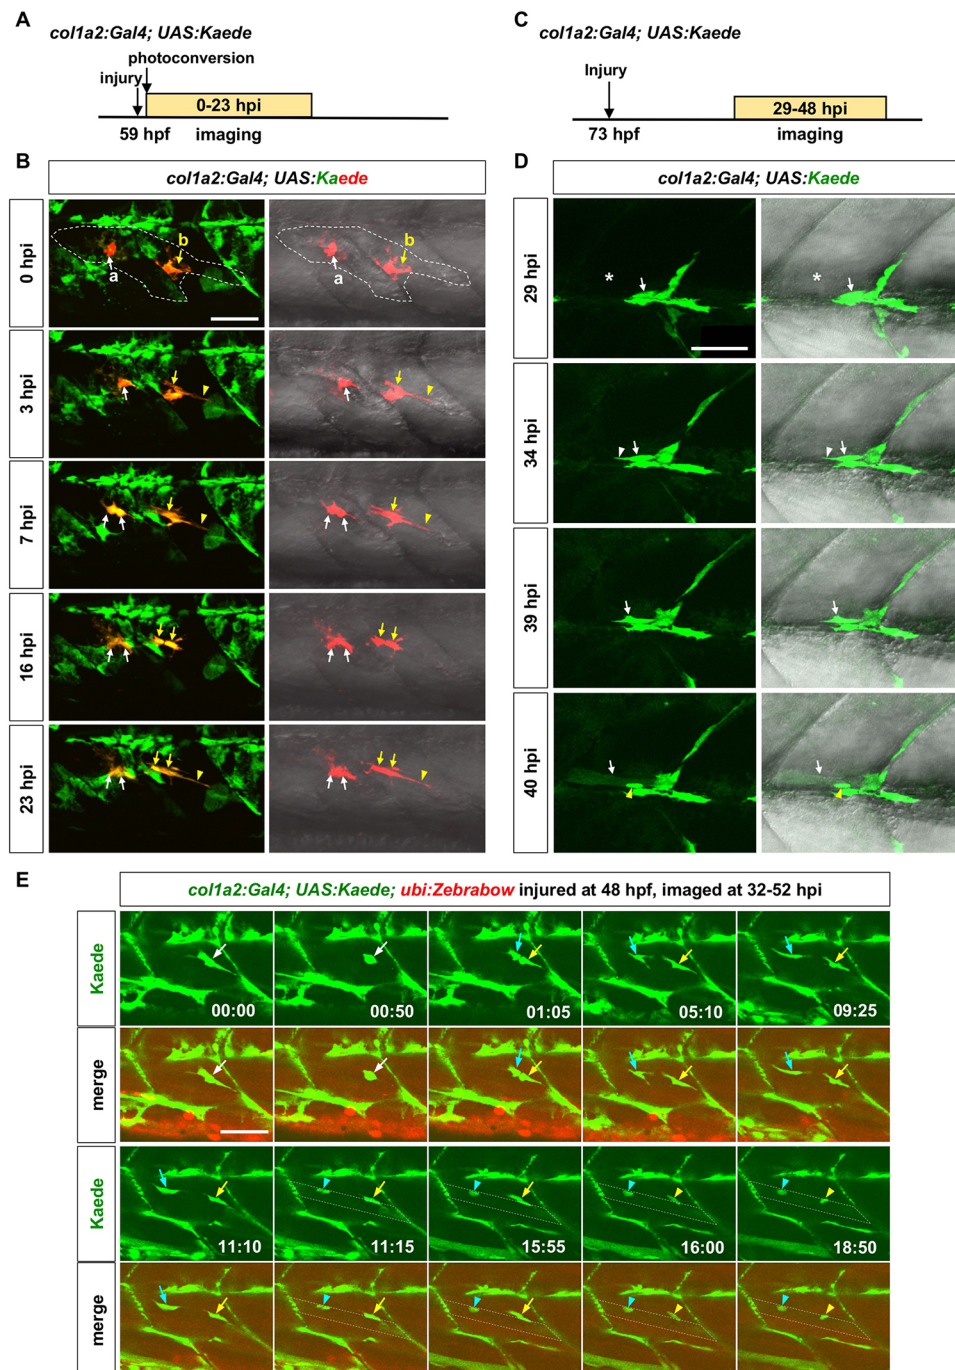 A
col1a2:Gal4; UAS:Kaede
photoconversion
injury
0-23 hpi
59 hpf
imaging
C
col1a2:Gal4; UAS:Kaede
Injury
29-48 hpi
73 hpf
imaging
B
col1a2:Gal4; UAS:Kaede
0 hpi
a
b
a
b
3 hpi
7 hpi
16 hpi
23 hpi
D
col1a2:Gal4; UAS:Kaede
29 hpi
*
*
34 hpi
39 hpi
40 hpi
E
col1a2:Gal4; UAS:Kaede; ubi:Zebrabow injured at 48 hpf, imaged at 32-52 hpi
Kaede
00:00
00:50
01:05
05:10
09:25
merge
Kaede
11:10
11:15
15:55
16:00
18:50
merge